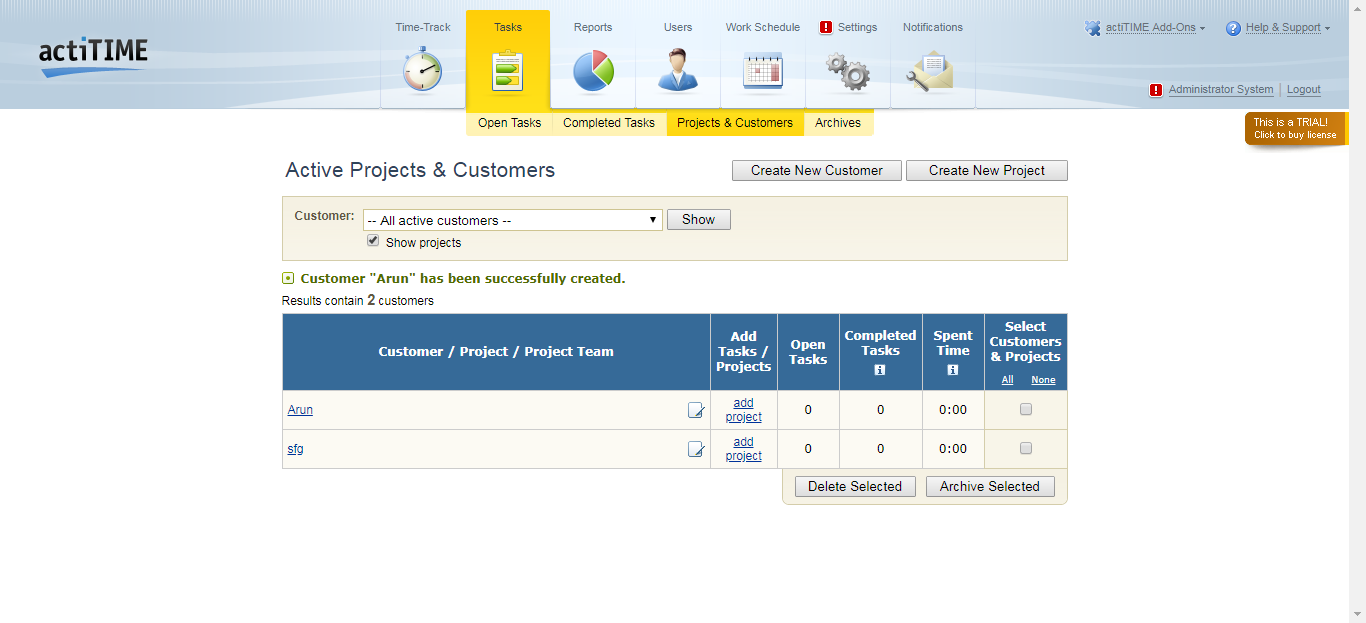 actiTIME
Time-Track
Tasks
Reports
Users
Work Schedule
! Settings
Notifications
actiTIME Add-Ons
? Help & Support
! Administrator System
Logout
Open Tasks
Completed Tasks
Projects & Customers
Archives
This is a TRIAL!
Click to buy license
Active Projects & Customers
Create New Customer
Create New Project
Customer:
-- All active customers --
Show
Show projects
Customer "Arun" has been successfully created.
Results contain 2 customers
Customer / Project / Project Team
Add
Tasks /
Projects
Open
Tasks
Completed
Tasks
i
Spent
Time
i
Select
Customers
& Projects
All None
Arun
add
project
0
0
0:00
sfg
add
project
0
0
0:00
Delete Selected
Archive Selected